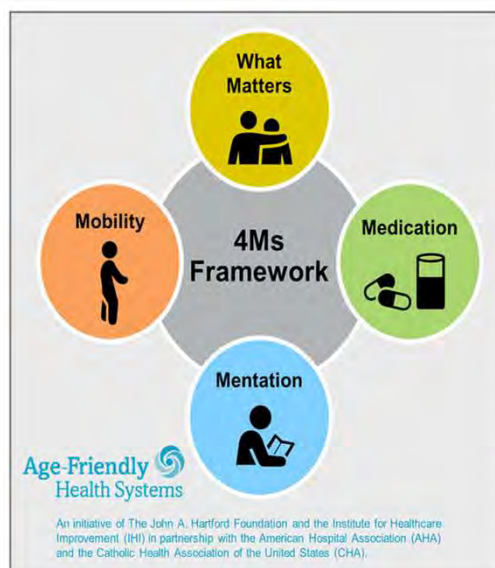 What
Matters
Mobility
4Ms
Framework
Medication
Mentation
Age-Friendly
Health Systems
An initiative of The John A. Hartford Foundation and the Institute for Healthcare
Improvement (IHI) in partnership with the American Hospital Association (AHA)
and the Catholic Health Association of the United States (CHA).